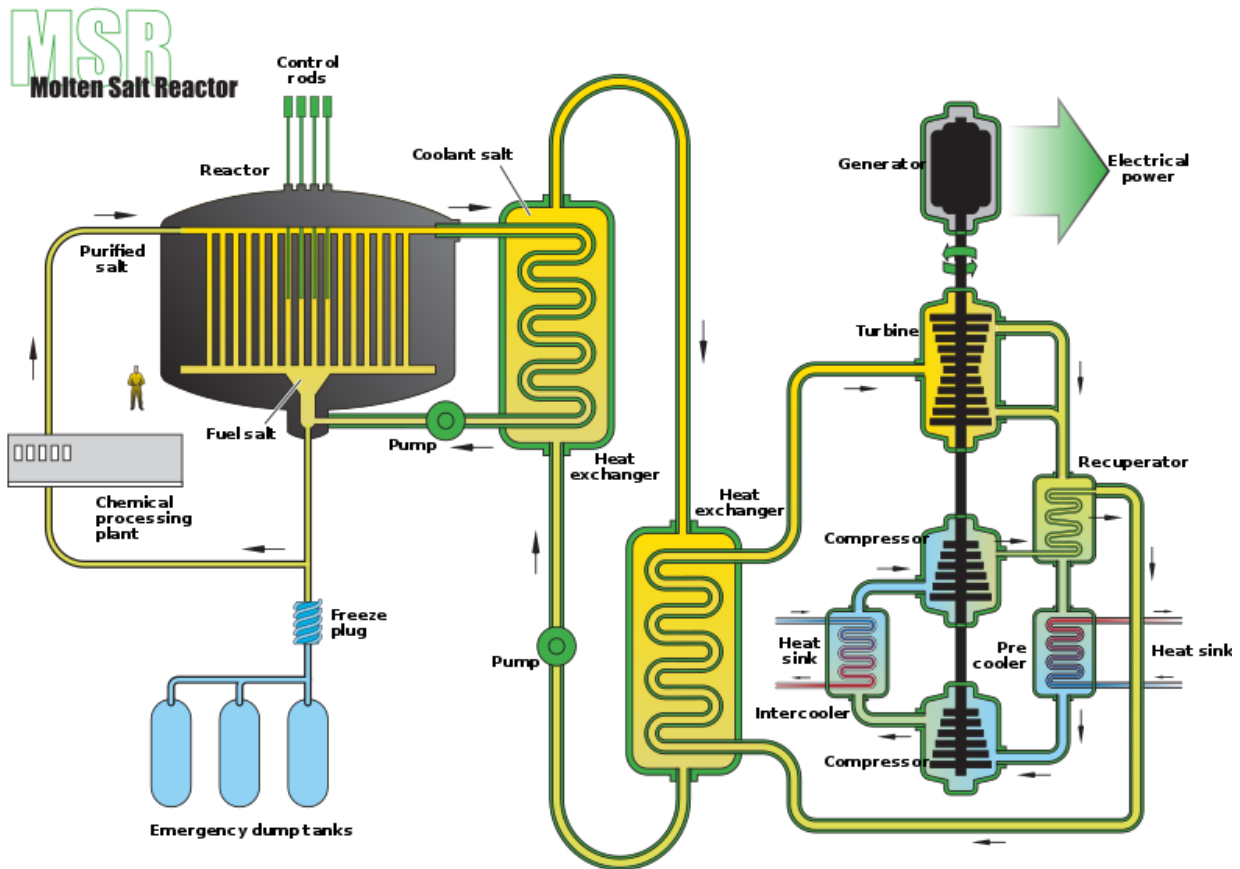 MSR
Molten Salt Reactor
Control
rods
Reactor
Coolant salt
Generator
Electrical
power
Purified
salt
Turbine
Fuel salt
Pump
Heat
exchanger
Recuperator
Chemical
processing
plant
Heat
exchanger
Compressor
Freeze
plug
Pump
Heat
sink
Pre
cooler
Heat sink
Intercooler
Compressor
Emergency dump tanks